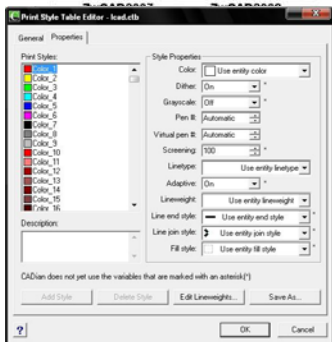 Print Style Table Editor - Icad.ctb
General
Properties
Print Styles:
Color_1
Color_2
Color_3
Color_4
Color_5
Color_6
Color_7
Color_8
Color_9
Color_10
Color_11
Color_12
Color_13
Color_14
Color_15
Color_16
Description:
Style Properties
Color: Use entity color
Dither: On *
Grayscale: Off *
Pen #: Automatic
Virtual pen #: Automatic
Screening: 100 *
Linetype: Use entity linetype
Adaptive: On *
Lineweight: Use entity lineweight
Line end style: Use entity end style *
Line join style: Use entity join style *
Fill style: Use entity fill style *
CADian does not yet use the variables that are marked with an asterisk(*)
Add Style
Delete Style
Edit Lineweights...
Save As...
?
OK
Cancel